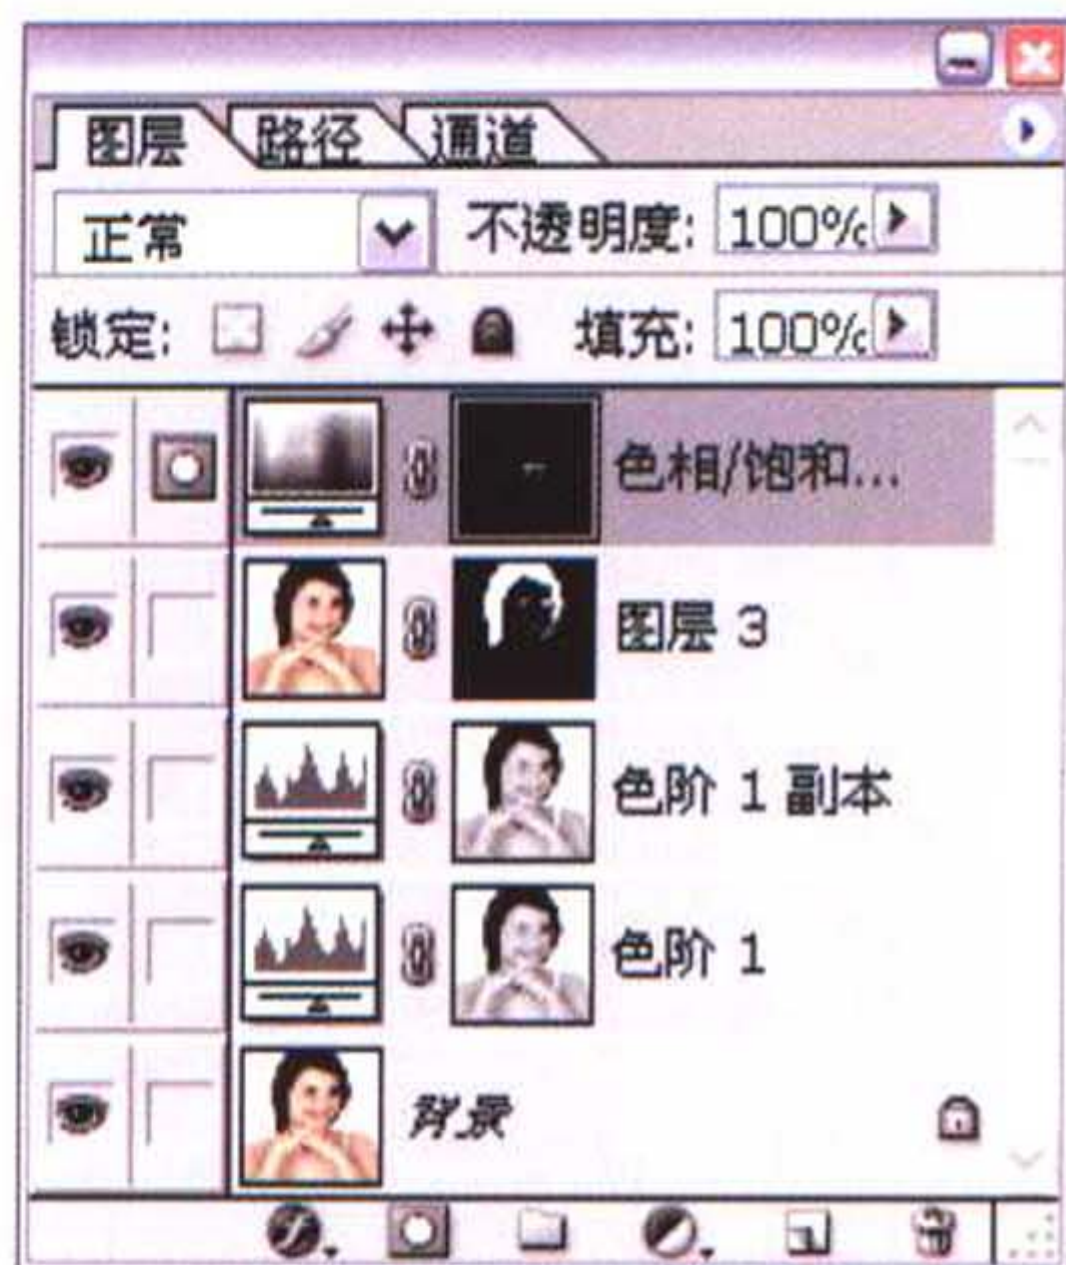 图层 路径 通道
正常 不透明度: 100%
锁定: 填充: 100%
色相/饱和...
图层 3
色阶 1 副本
色阶 1
背景